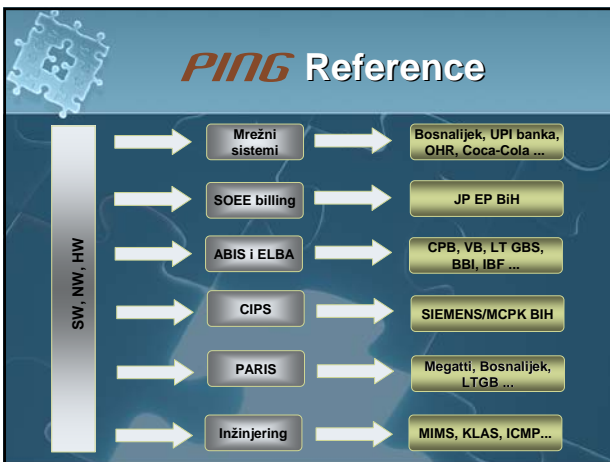 PING Reference
SW, NW, HW
Mrežni
sistemi
Bosnalijek, UPI banka,
OHR, Coca-Cola ...
SOEE billing
JP EP BiH
ABIS i ELBA
CPB, VB, LT GBS,
BBI, IBF ...
CIPS
SIEMENS/MCPK BIH
PARIS
Megatti, Bosnalijek,
LTGB ...
Inžinjering
MIMS, KLAS, ICMP...